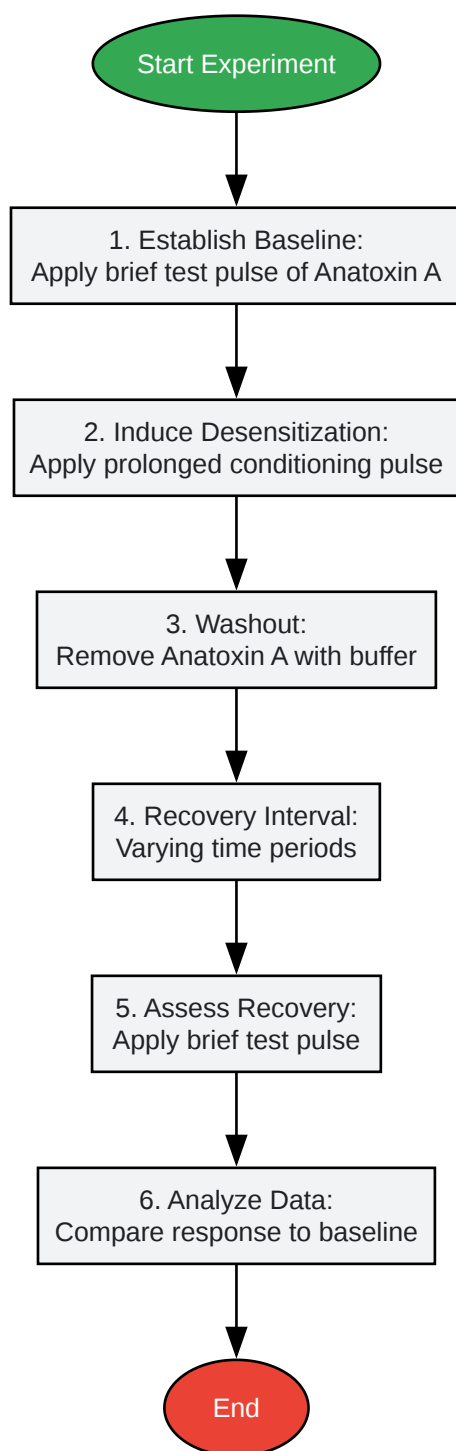 Start Experiment
1. Establish Baseline:
Apply brief test pulse of Anatoxin A
2. Induce Desensitization:
Apply prolonged conditioning pulse
3. Washout:
Remove Anatoxin A with buffer
4. Recovery Interval:
Varying time periods
5. Assess Recovery:
Apply brief test pulse
6. Analyze Data:
Compare response to baseline
End